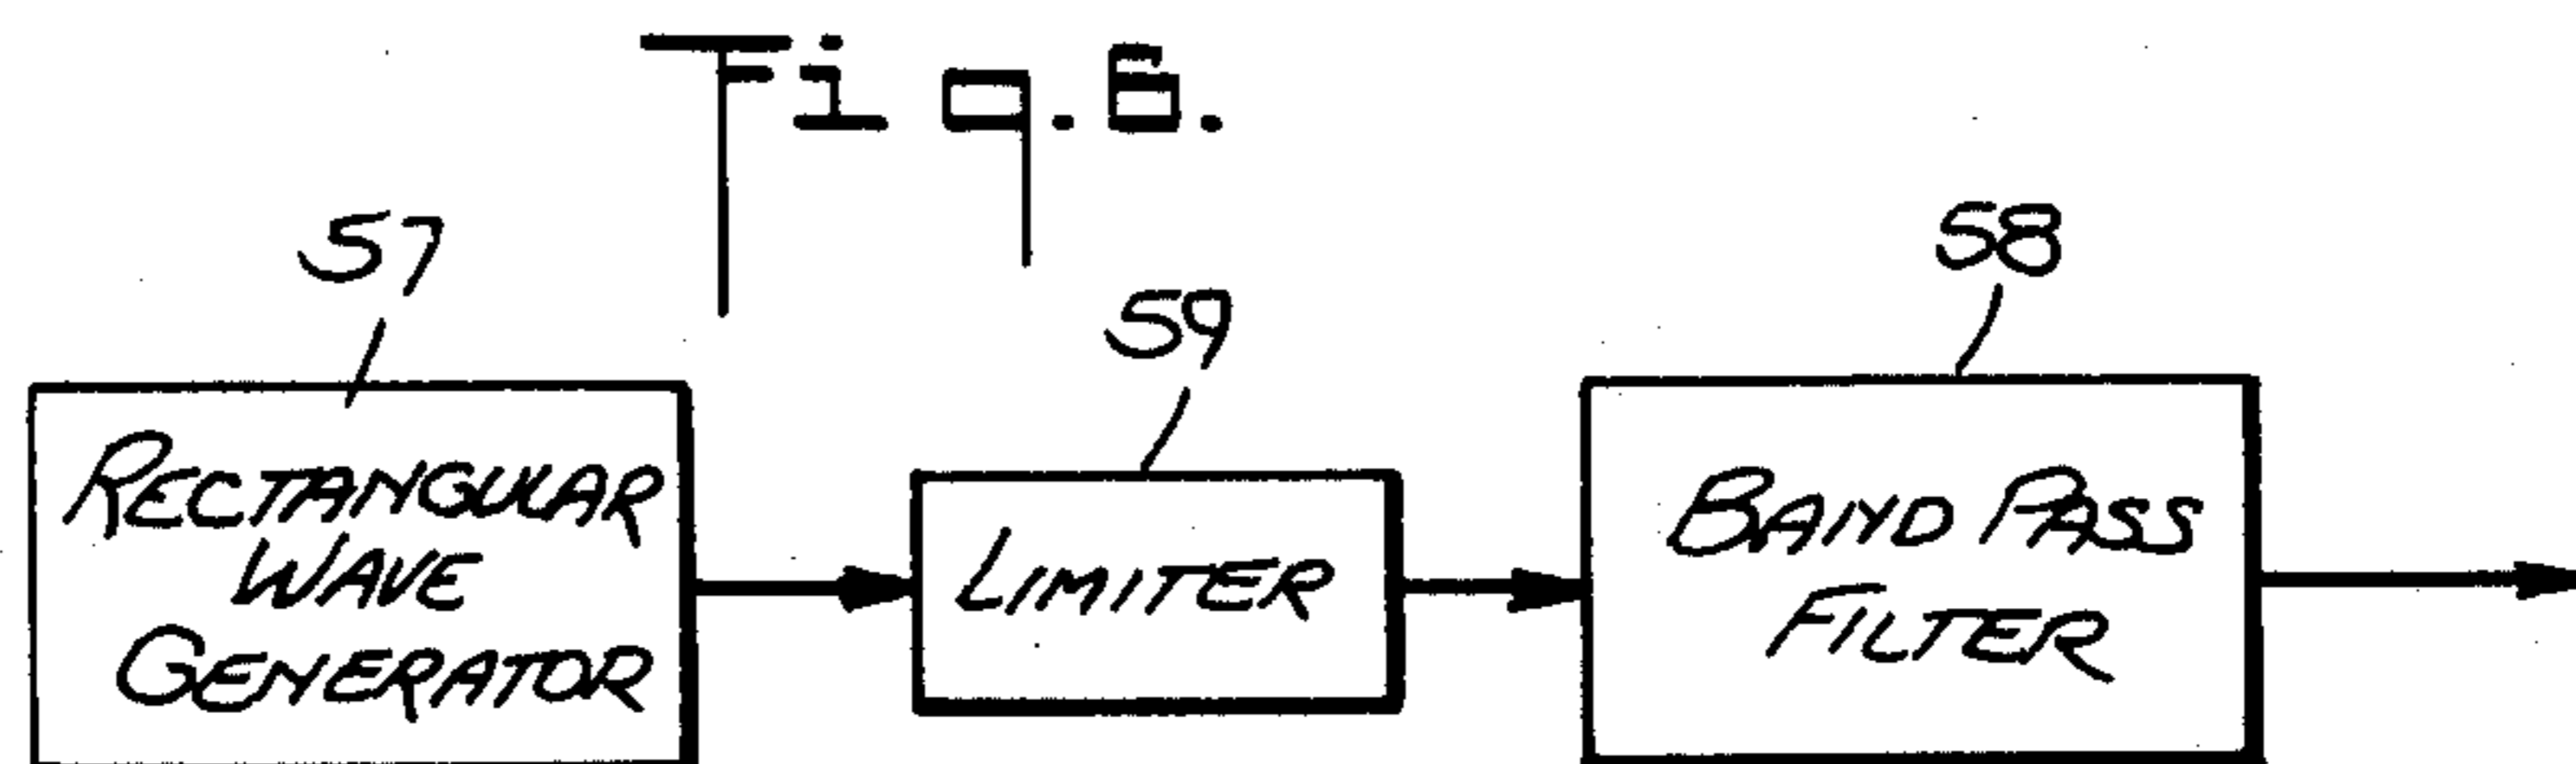 Fig.6.
57
59
58
RECTANGULAR
WAVE
GENERATOR
LIMITER
BAND PASS
FILTER